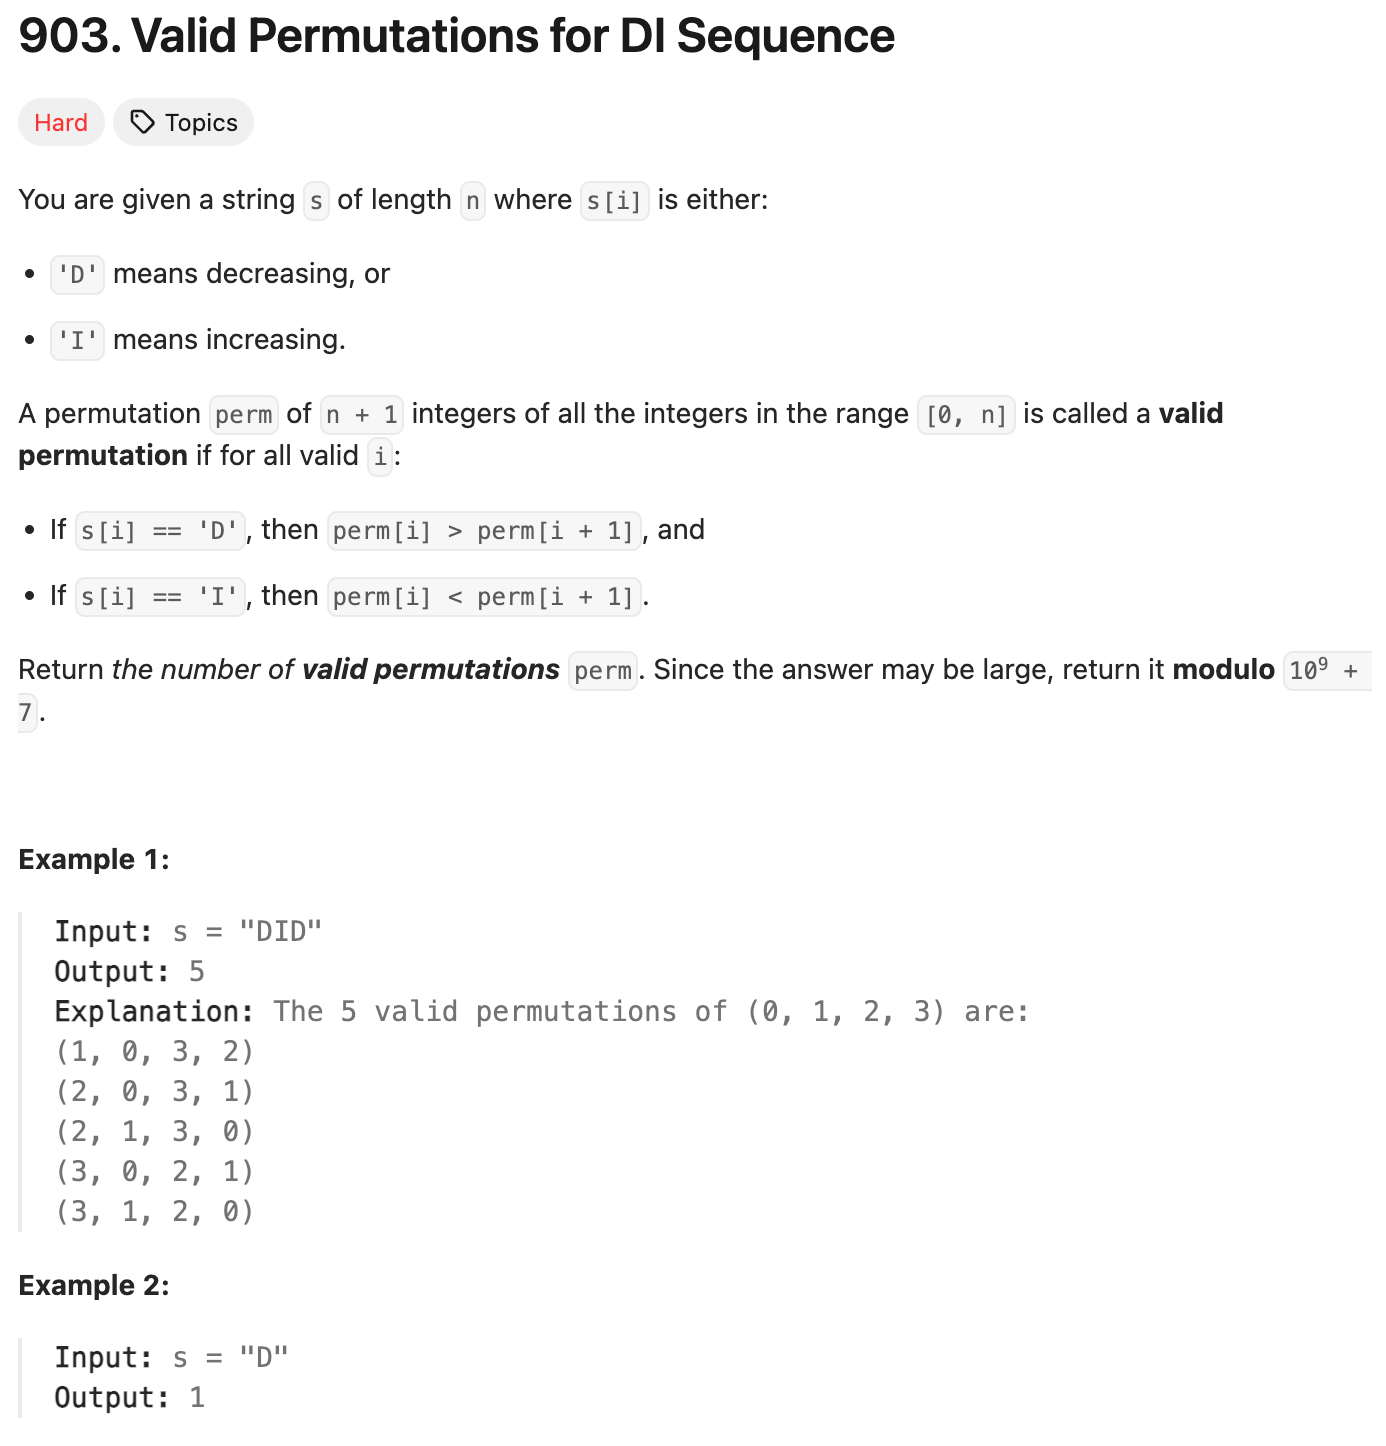 903. Valid Permutations for DI Sequence
Hard Topics
You are given a string s of length n where s[i] is either:
• 'D' means decreasing, or
• 'I' means increasing.
A permutation perm of n + 1 integers of all the integers in the range [0, n] is called a valid
permutation if for all valid i:
• If s[i] == 'D', then perm[i] > perm[i + 1], and
• If s[i] == 'I', then perm[i] < perm[i + 1].
Return the number of valid permutations perm. Since the answer may be large, return it modulo 10⁹ +
7.
Example 1:
Input: s = "DID"
Output: 5
Explanation: The 5 valid permutations of (0, 1, 2, 3) are:
(1, 0, 3, 2)
(2, 0, 3, 1)
(2, 1, 3, 0)
(3, 0, 2, 1)
(3, 1, 2, 0)
Example 2:
Input: s = "D"
Output: 1